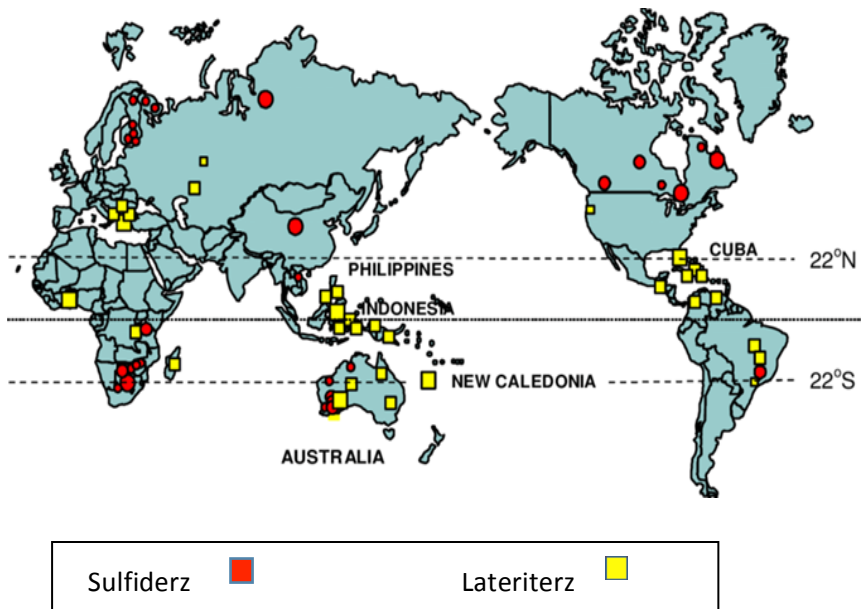 CUBA
22°N
PHILIPPINES
INDONESIA
NEW CALEDONIA
22°S
AUSTRALIA
Sulfiderz Lateriterz